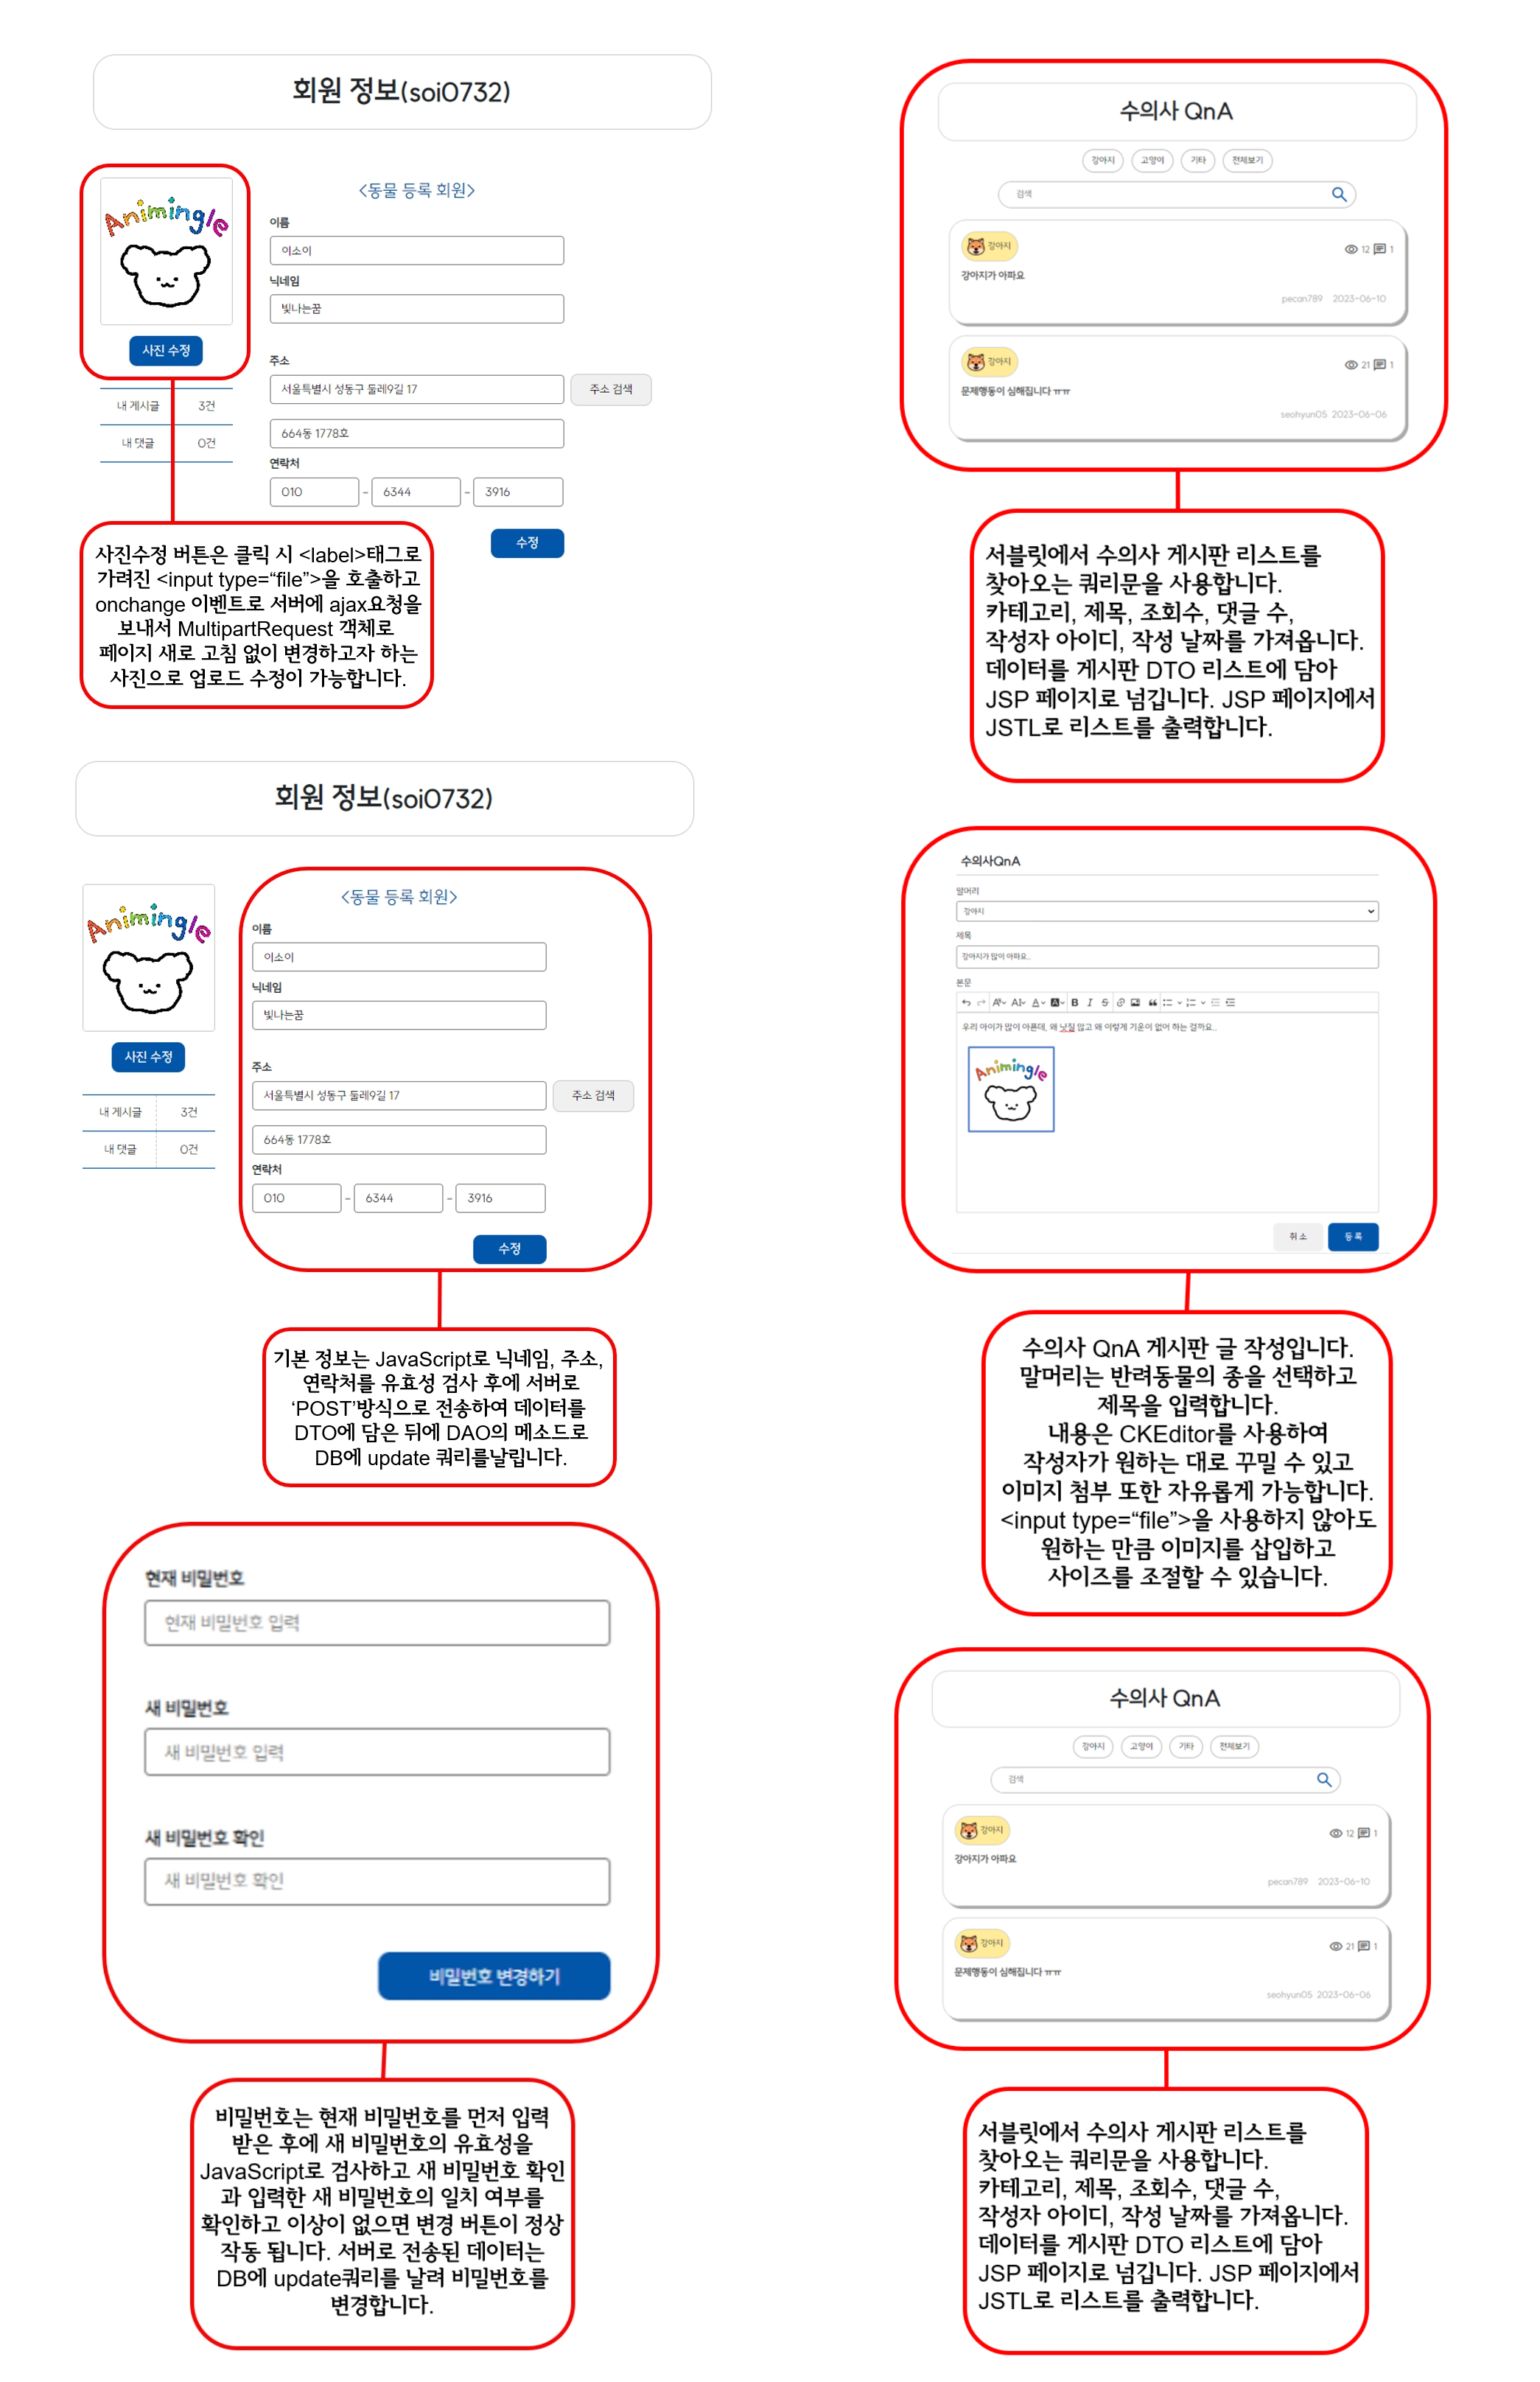 회원 정보(soi0732)
Animingle
사진 수정
내 게시글 3건
내 댓글 0건
<동물 등록 회원>
이름
이소이
닉네임
빛나는꿈
주소
서울특별시 성동구 둘레9길 17 주소 검색
664동 1778호
연락처
010 - 6344 - 3916
수정
사진수정 버튼은 클릭 시 <label>태그로
가려진 <input type=“file”>을 호출하고
onchange 이벤트로 서버에 ajax요청을
보내서 MultipartRequest 객체로
페이지 새로 고침 없이 변경하고자 하는
사진으로 업로드 수정이 가능합니다.
회원 정보(soi0732)
Animingle
사진 수정
내 게시글 3건
내 댓글 0건
<동물 등록 회원>
이름
이소이
닉네임
빛나는꿈
주소
서울특별시 성동구 둘레9길 17 주소 검색
664동 1778호
연락처
010 - 6344 - 3916
수정
기본 정보는 JavaScript로 닉네임, 주소,
연락처를 유효성 검사 후에 서버로
‘POST’방식으로 전송하여 데이터를
DTO에 담은 뒤에 DAO의 메소드로
DB에 update 쿼리를날립니다.
현재 비밀번호
현재 비밀번호 입력
새 비밀번호
새 비밀번호 입력
새 비밀번호 확인
새 비밀번호 확인
비밀번호 변경하기
비밀번호는 현재 비밀번호를 먼저 입력
받은 후에 새 비밀번호의 유효성을
JavaScript로 검사하고 새 비밀번호 확인
과 입력한 새 비밀번호의 일치 여부를
확인하고 이상이 없으면 변경 버튼이 정상
작동 됩니다. 서버로 전송된 데이터는
DB에 update쿼리를 날려 비밀번호를
변경합니다.
수의사 QnA
강아지 고양이 기타 전체보기
검색
강아지 12 1
강아지가 아파요
pecan789 2023-06-10
강아지 21 1
문제행동이 심해집니다 ㅠㅠ
seohyun05 2023-06-06
서블릿에서 수의사 게시판 리스트를
찾아오는 쿼리문을 사용합니다.
카테고리, 제목, 조회수, 댓글 수,
작성자 아이디, 작성 날짜를 가져옵니다.
데이터를 게시판 DTO 리스트에 담아
JSP 페이지로 넘깁니다. JSP 페이지에서
JSTL로 리스트를 출력합니다.
수의사QnA
말머리
강아지
제목
강아지가 많이 아파요..
본문
우리 아이가 많이 아픈데, 왜 낫질 않고 왜 이렇게 기운이 없어 하는 걸까요..
Animingle
취소 등록
수의사 QnA 게시판 글 작성입니다.
말머리는 반려동물의 종을 선택하고
제목을 입력합니다.
내용은 CKEditor를 사용하여
작성자가 원하는 대로 꾸밀 수 있고
이미지 첨부 또한 자유롭게 가능합니다.
<input type=“file”>을 사용하지 않아도
원하는 만큼 이미지를 삽입하고
사이즈를 조절할 수 있습니다.
수의사 QnA
강아지 고양이 기타 전체보기
검색
강아지 12 1
강아지가 아파요
pecan789 2023-06-10
강아지 21 1
문제행동이 심해집니다 ㅠㅠ
seohyun05 2023-06-06
서블릿에서 수의사 게시판 리스트를
찾아오는 쿼리문을 사용합니다.
카테고리, 제목, 조회수, 댓글 수,
작성자 아이디, 작성 날짜를 가져옵니다.
데이터를 게시판 DTO 리스트에 담아
JSP 페이지로 넘깁니다. JSP 페이지에서
JSTL로 리스트를 출력합니다.